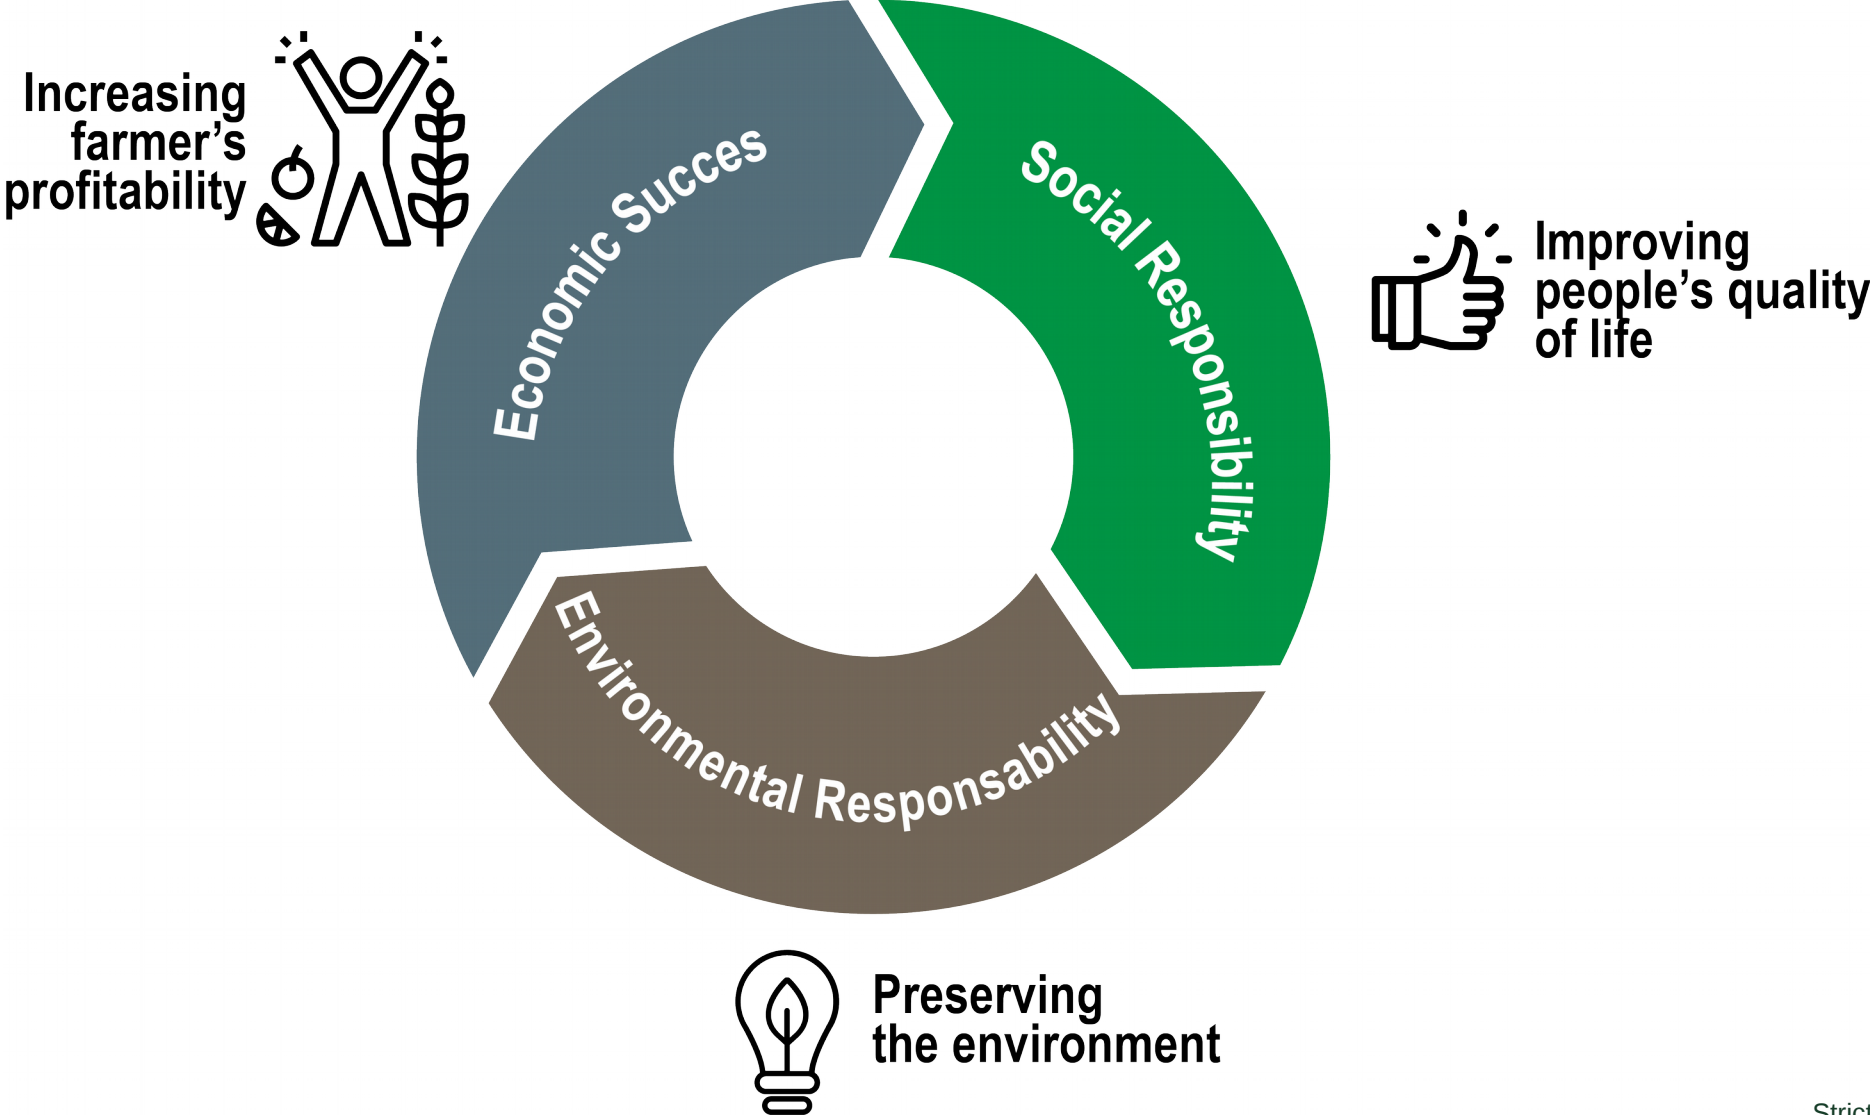 Increasing
farmer’s
profitability
Economic Succes
Social Responsibility
Improving
people’s quality
of life
Environmental Responsability
Preserving
the environment